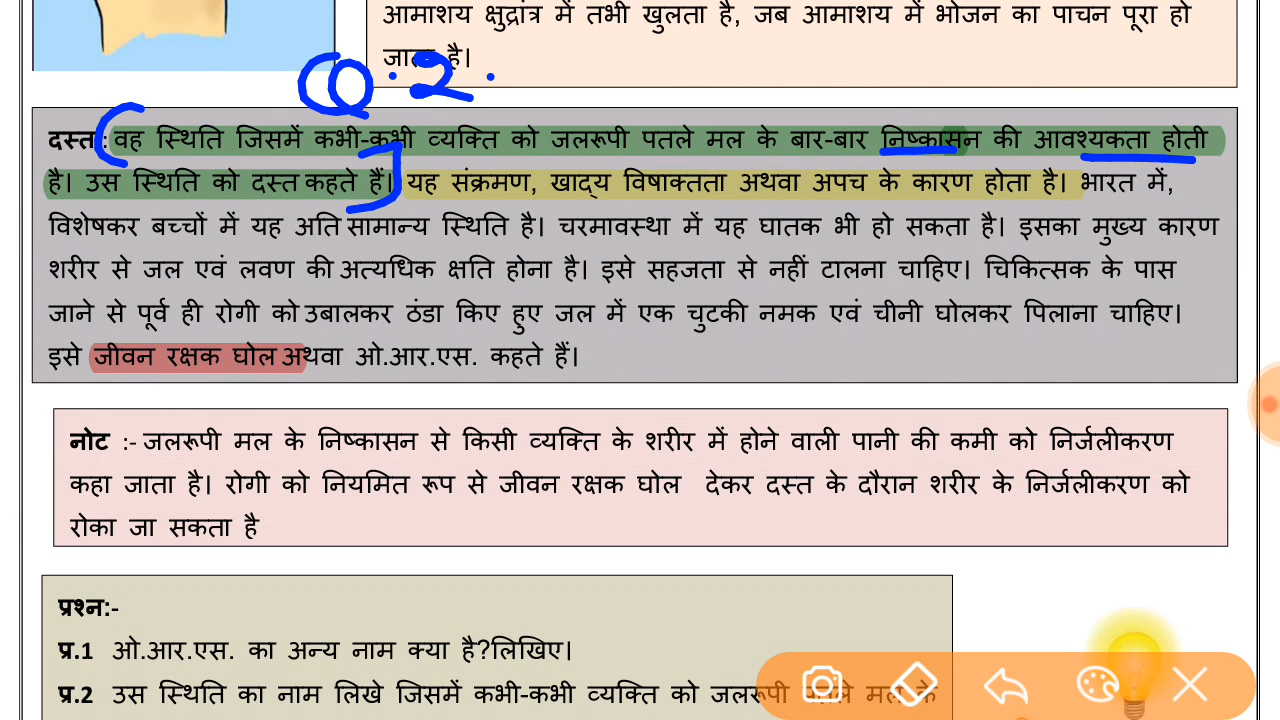 आमाशय क्षुद्रांत्र में तभी खुलता है, जब आमाशय में भोजन का पाचन पूरा हो
जाता है।
Q.2.
दस्त : वह स्थिति जिसमें कभी-कभी व्यक्ति को जलरूपी पतले मल के बार-बार निष्कासन की आवश्यकता होती
है। उस स्थिति को दस्त कहते हैं। यह संक्रमण, खाद्य विषाक्तता अथवा अपच के कारण होता है। भारत में,
विशेषकर बच्चों में यह अति सामान्य स्थिति है। चरमावस्था में यह घातक भी हो सकता है। इसका मुख्य कारण
शरीर से जल एवं लवण की अत्यधिक क्षति होना है। इसे सहजता से नहीं टालना चाहिए। चिकित्सक के पास
जाने से पूर्व ही रोगी को उबालकर ठंडा किए हुए जल में एक चुटकी नमक एवं चीनी घोलकर पिलाना चाहिए।
इसे जीवन रक्षक घोल अथवा ओ.आर.एस. कहते हैं।
नोट :- जलरूपी मल के निष्कासन से किसी व्यक्ति के शरीर में होने वाली पानी की कमी को निर्जलीकरण
कहा जाता है। रोगी को नियमित रूप से जीवन रक्षक घोल देकर दस्त के दौरान शरीर के निर्जलीकरण को
रोका जा सकता है
प्रश्न:-
प्र.1 ओ.आर.एस. का अन्य नाम क्या है?लिखिए।
प्र.2 उस स्थिति का नाम लिखे जिसमें कभी-कभी व्यक्ति को जलरूपी पतले मल के